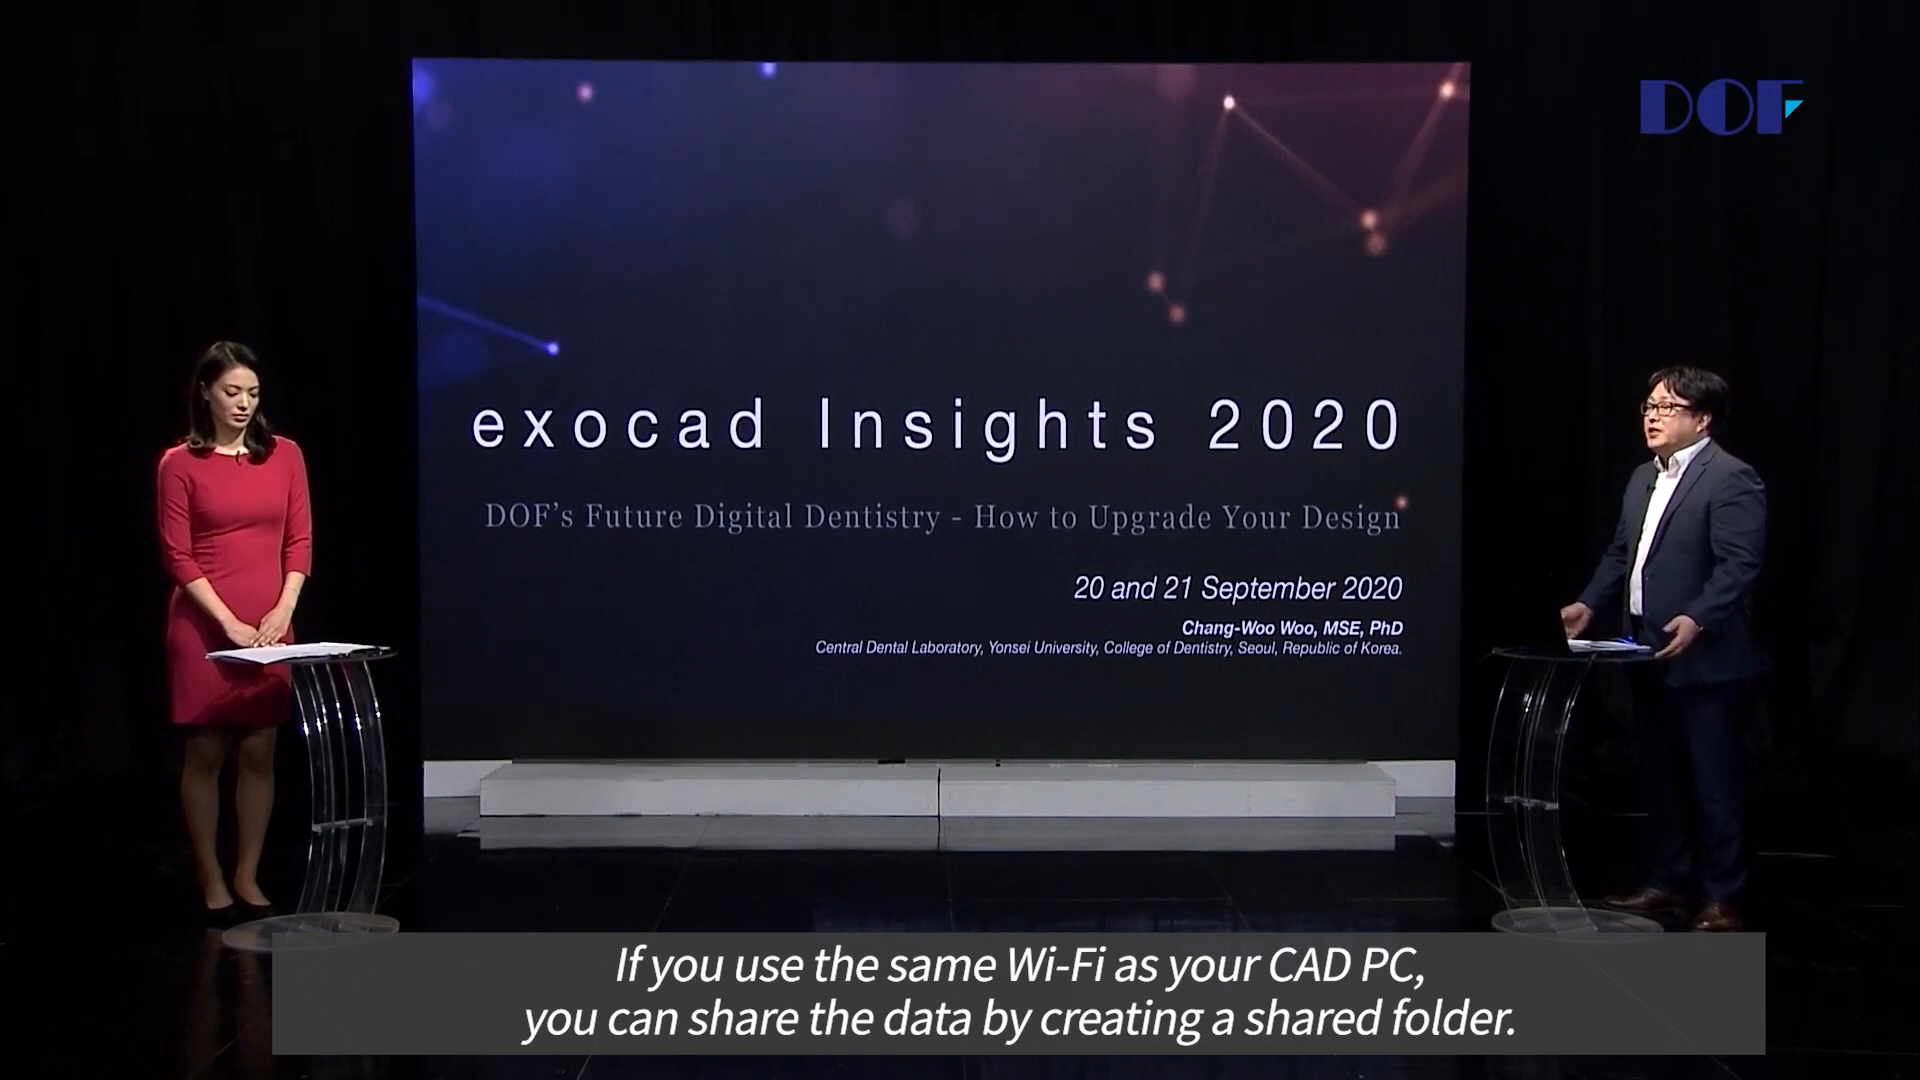 DOF
exocad Insights 2020
DOF's Future Digital Dentistry - How to Upgrade Your Design
20 and 21 September 2020
Chang-Woo Woo, MSE, PhD
Central Dental Laboratory, Yonsei University, College of Dentistry, Seoul, Republic of Korea.
If you use the same Wi-Fi as your CAD PC,
you can share the data by creating a shared folder.